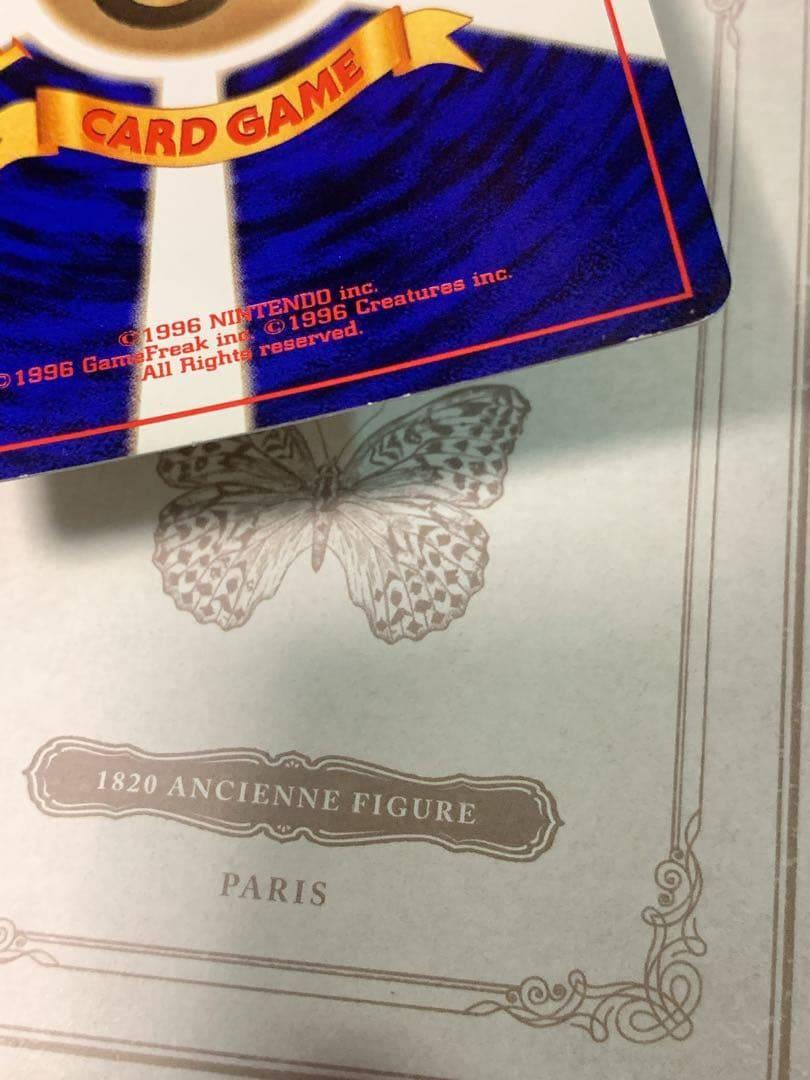 CARD GAME
©1996 NINTENDO inc.
©1996 GameFreak inc. ©1996 Creatures inc.
All Rights reserved.
1820 ANCIENNE FIGURE
PARIS